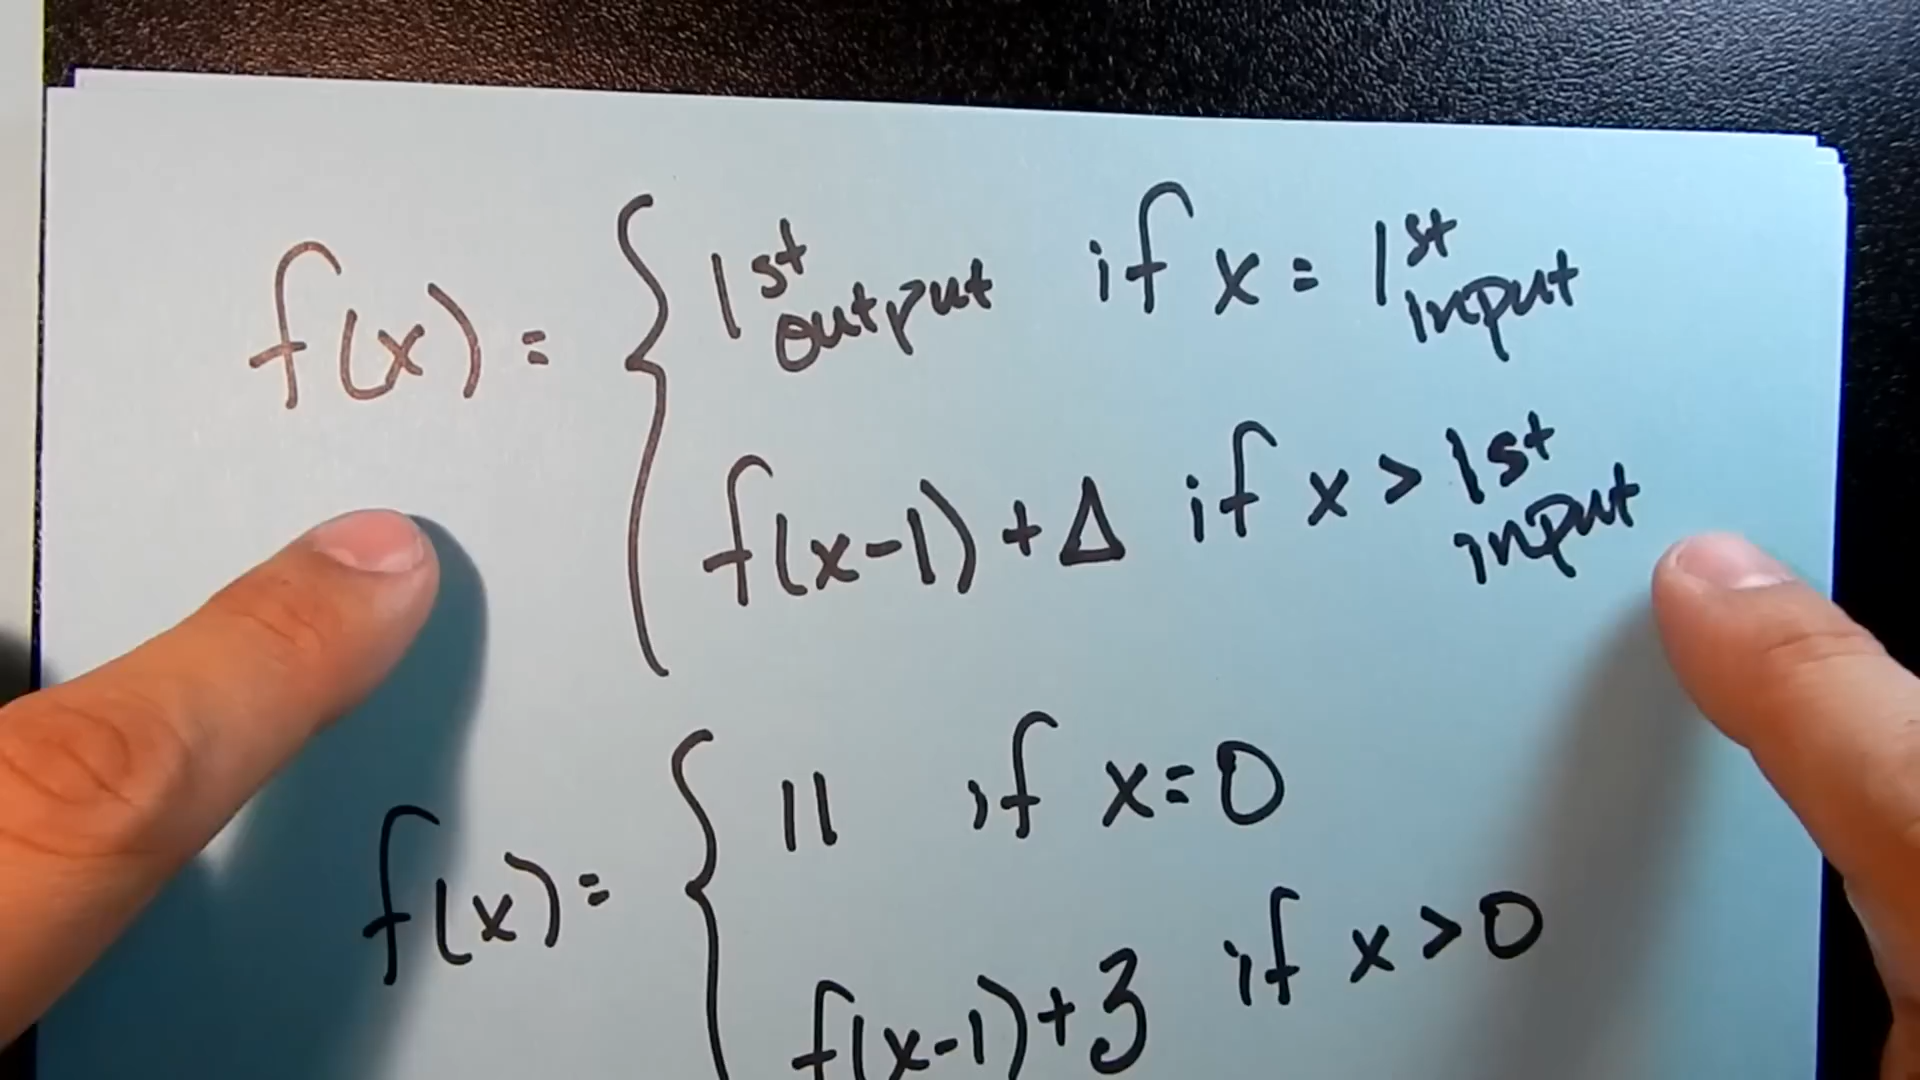 f(x) = { 1st output if x = 1st input
f(x-1) + Δ if x > 1st input
f(x) = { 11 if x = 0
f(x-1) + 3 if x > 0